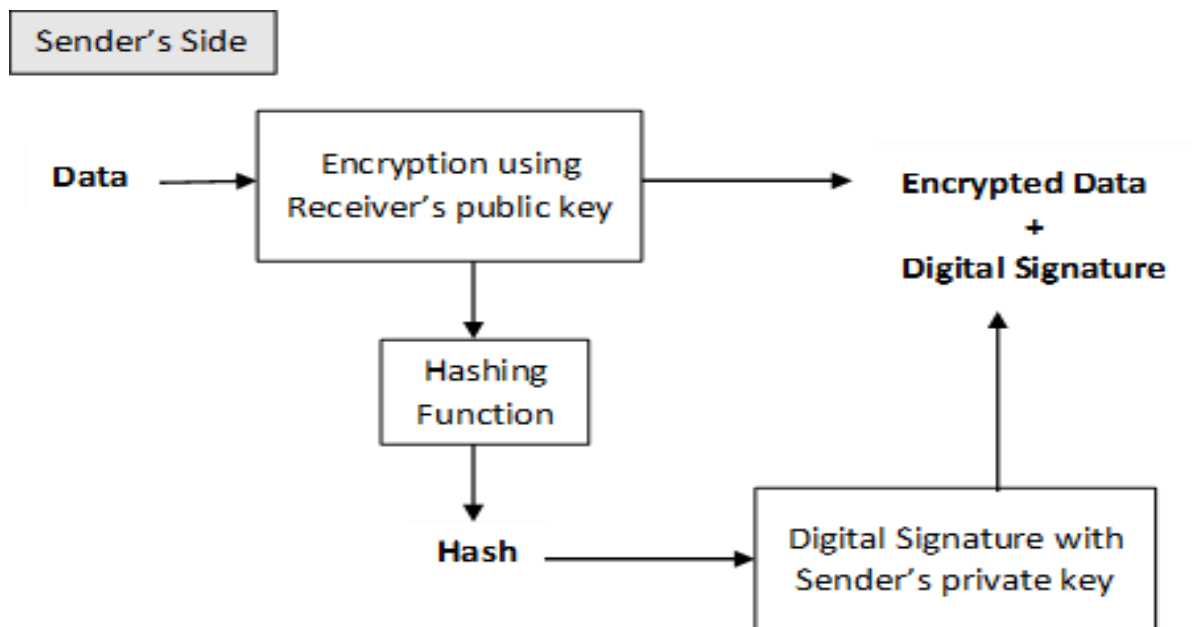 Sender’s Side
Data
Encryption using
Receiver’s public key
Encrypted Data
+
Digital Signature
Hashing
Function
Hash
Digital Signature with
Sender’s private key